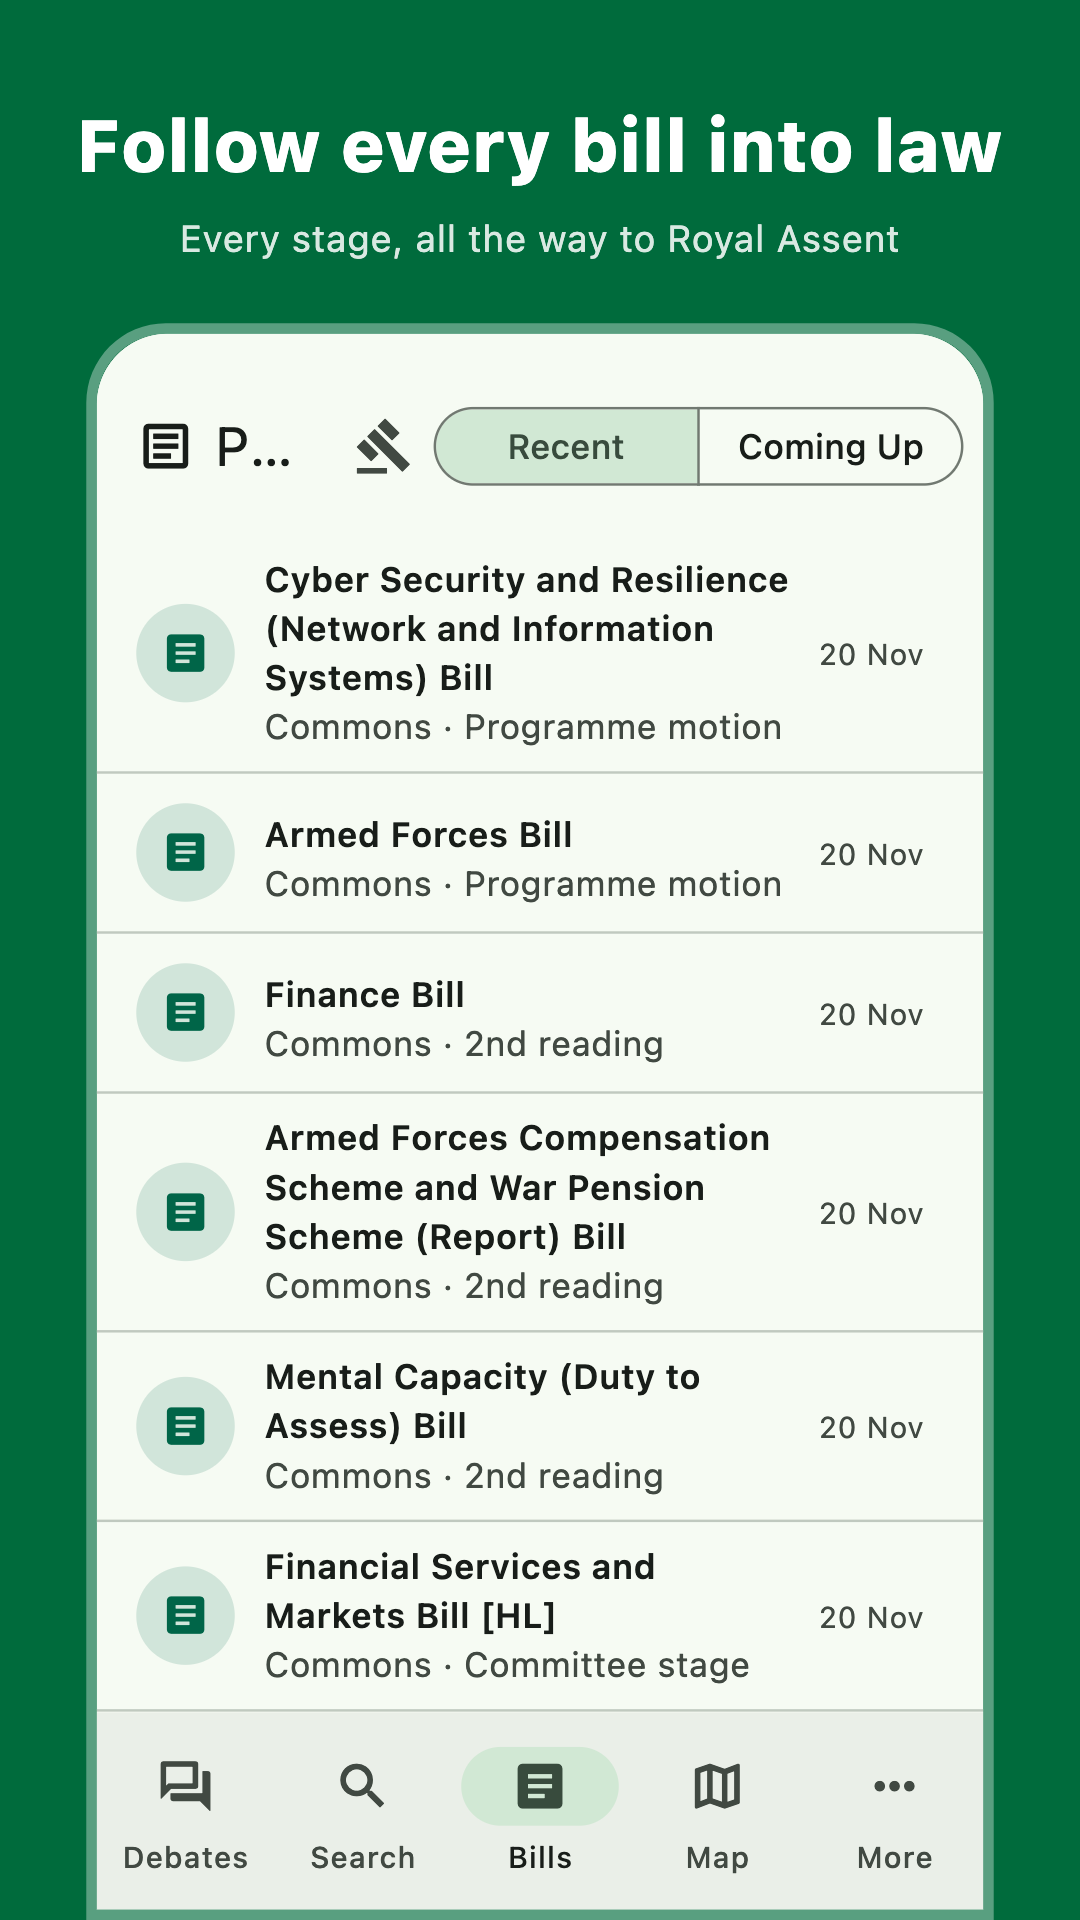 Follow every bill into law
Every stage, all the way to Royal Assent
P...
Recent
Coming Up
Cyber Security and Resilience
(Network and Information
Systems) Bill
Commons · Programme motion
20 Nov
Armed Forces Bill
Commons · Programme motion
20 Nov
Finance Bill
Commons · 2nd reading
20 Nov
Armed Forces Compensation
Scheme and War Pension
Scheme (Report) Bill
Commons · 2nd reading
20 Nov
Mental Capacity (Duty to
Assess) Bill
Commons · 2nd reading
20 Nov
Financial Services and
Markets Bill [HL]
Commons · Committee stage
20 Nov
Debates
Search
Bills
Map
More